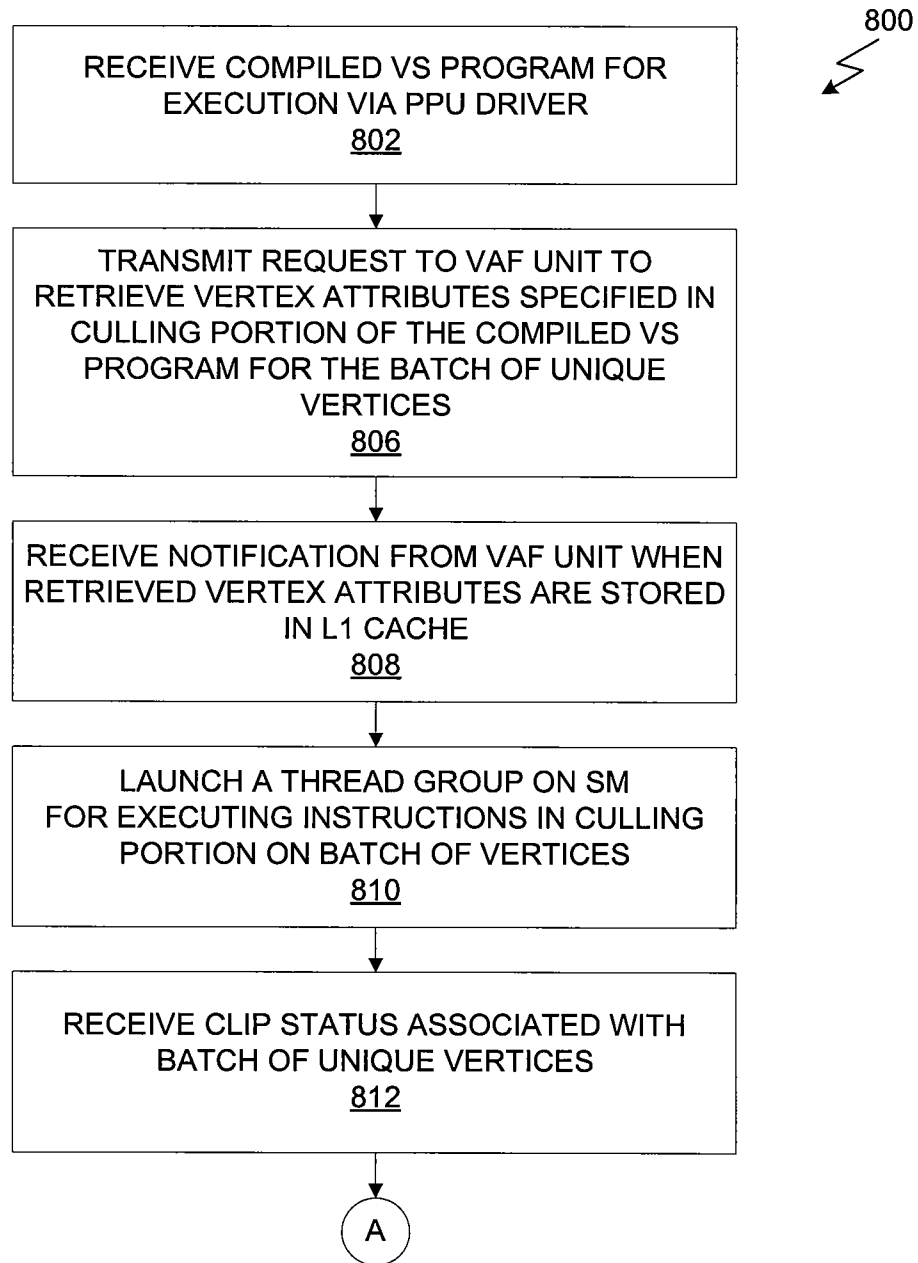 800
RECEIVE COMPILED VS PROGRAM FOR
EXECUTION VIA PPU DRIVER
802
TRANSMIT REQUEST TO VAF UNIT TO
RETRIEVE VERTEX ATTRIBUTES SPECIFIED IN
CULLING PORTION OF THE COMPILED VS
PROGRAM FOR THE BATCH OF UNIQUE
VERTICES
806
RECEIVE NOTIFICATION FROM VAF UNIT WHEN
RETRIEVED VERTEX ATTRIBUTES ARE STORED
IN L1 CACHE
808
LAUNCH A THREAD GROUP ON SM
FOR EXECUTING INSTRUCTIONS IN CULLING
PORTION ON BATCH OF VERTICES
810
RECEIVE CLIP STATUS ASSOCIATED WITH
BATCH OF UNIQUE VERTICES
812
A